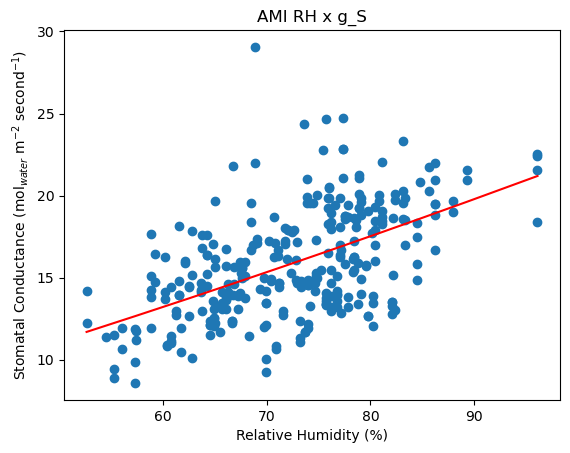 AMI RH x g_S
Stomatal Conductance (mol_water m⁻² second⁻¹)
30
25
20
15
10
60 70 80 90
Relative Humidity (%)